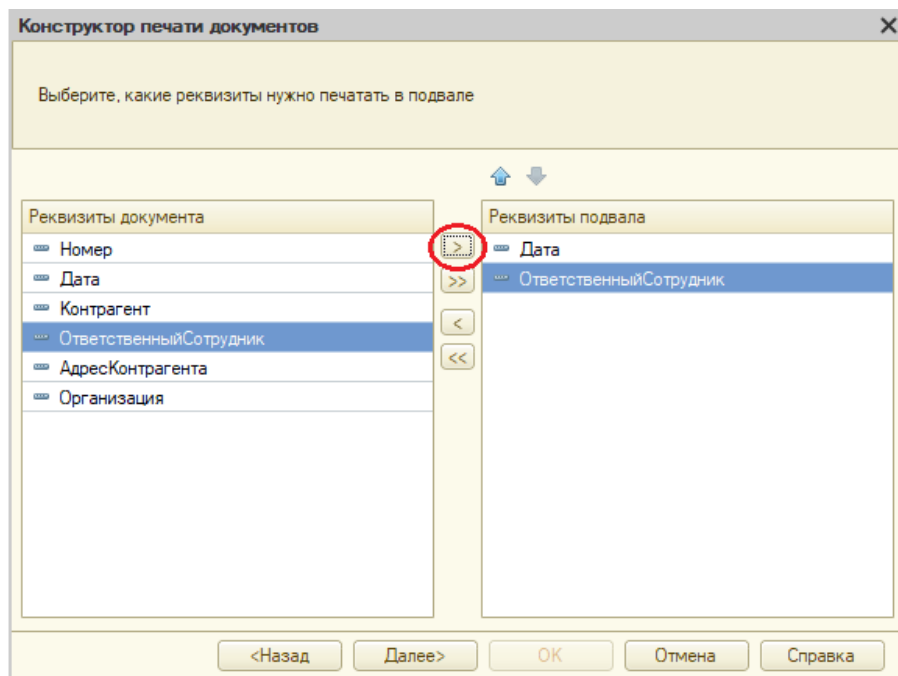 Конструктор печати документов
Выберите, какие реквизиты нужно печатать в подвале
Реквизиты документа
Номер
Дата
Контрагент
ОтветственныйСотрудник
АдресКонтрагента
Организация
>
>>
<
<<
Реквизиты подвала
Дата
ОтветственныйСотрудник
<Назад Далее> ОК Отмена Справка